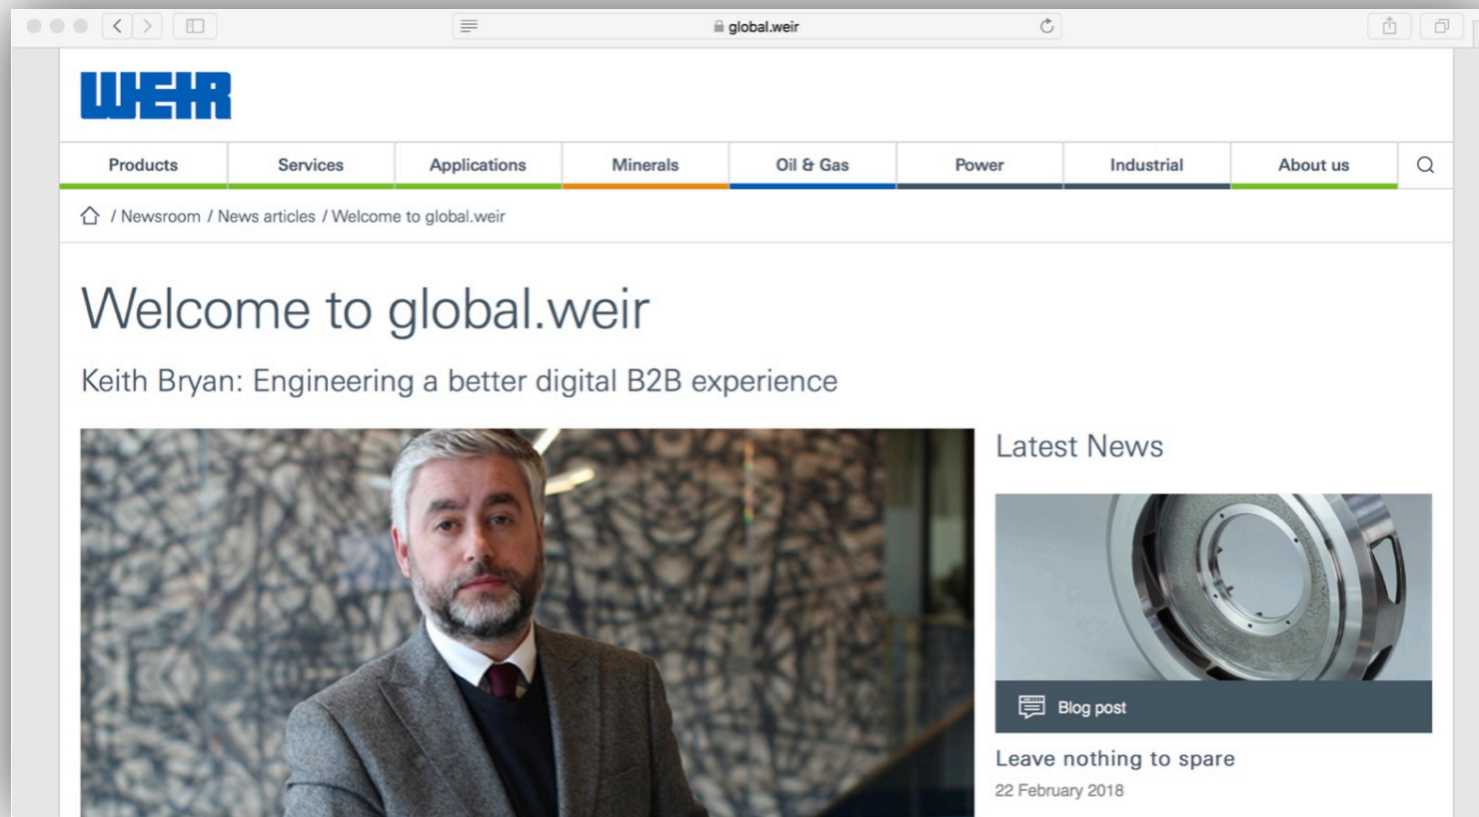 global.weir
WEIR
Products Services Applications Minerals Oil & Gas Power Industrial About us
/ Newsroom / News articles / Welcome to global.weir
Welcome to global.weir
Keith Bryan: Engineering a better digital B2B experience
Latest News
Blog post
Leave nothing to spare
22 February 2018